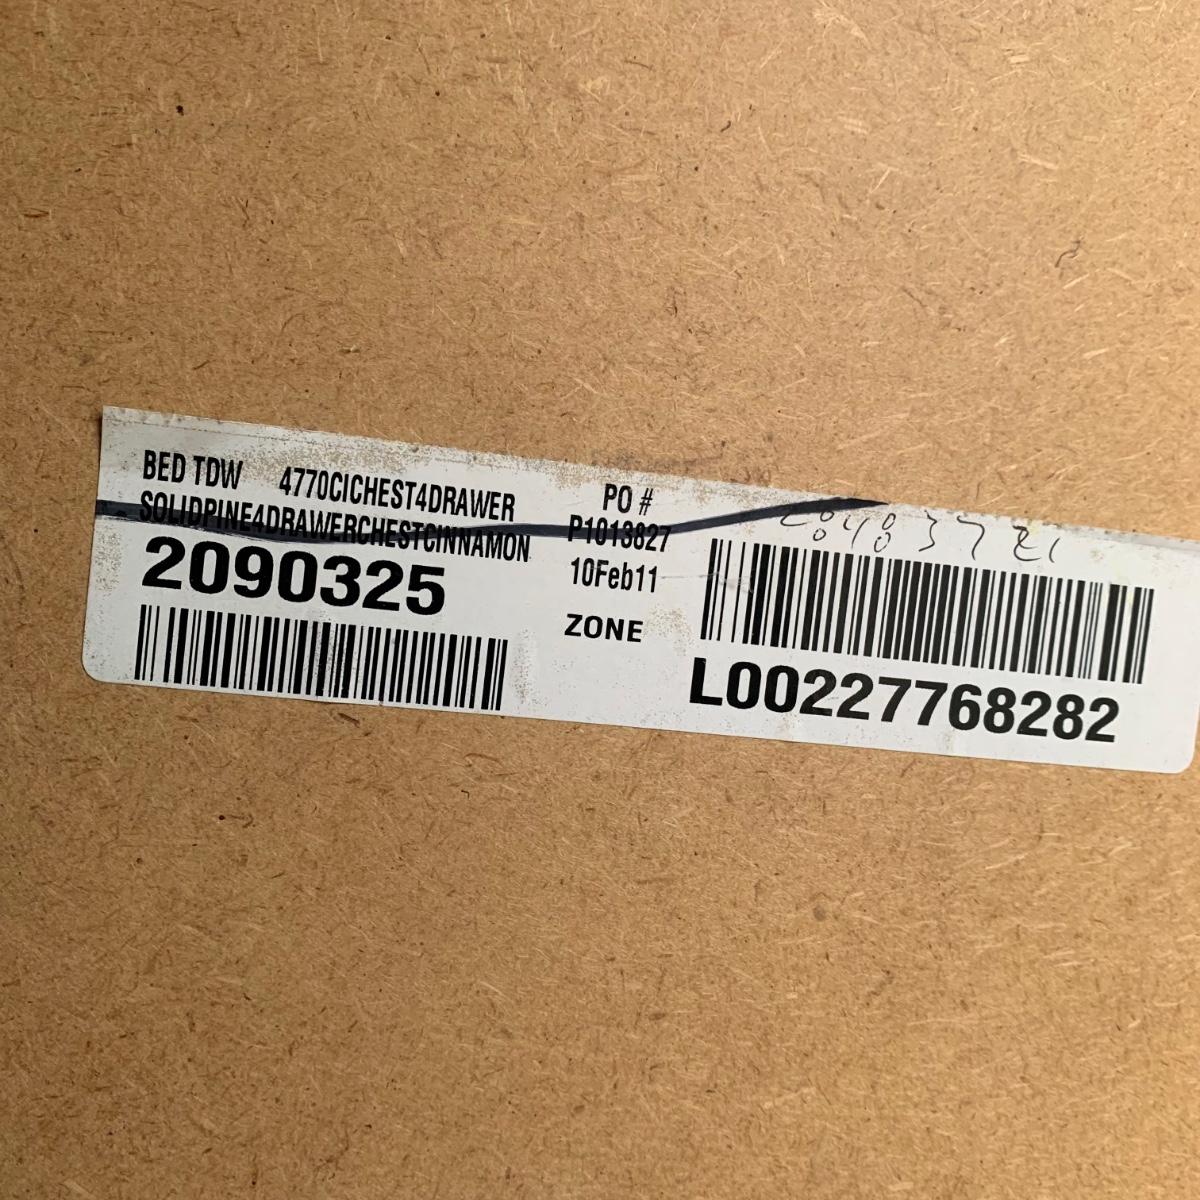 BED TDW 4770CICHEST4DRAWER
SOLIDPINE4DRAWERCHESTCINNAMON
2090325
PO #
P1013827
10Feb11
ZONE
L00227768282